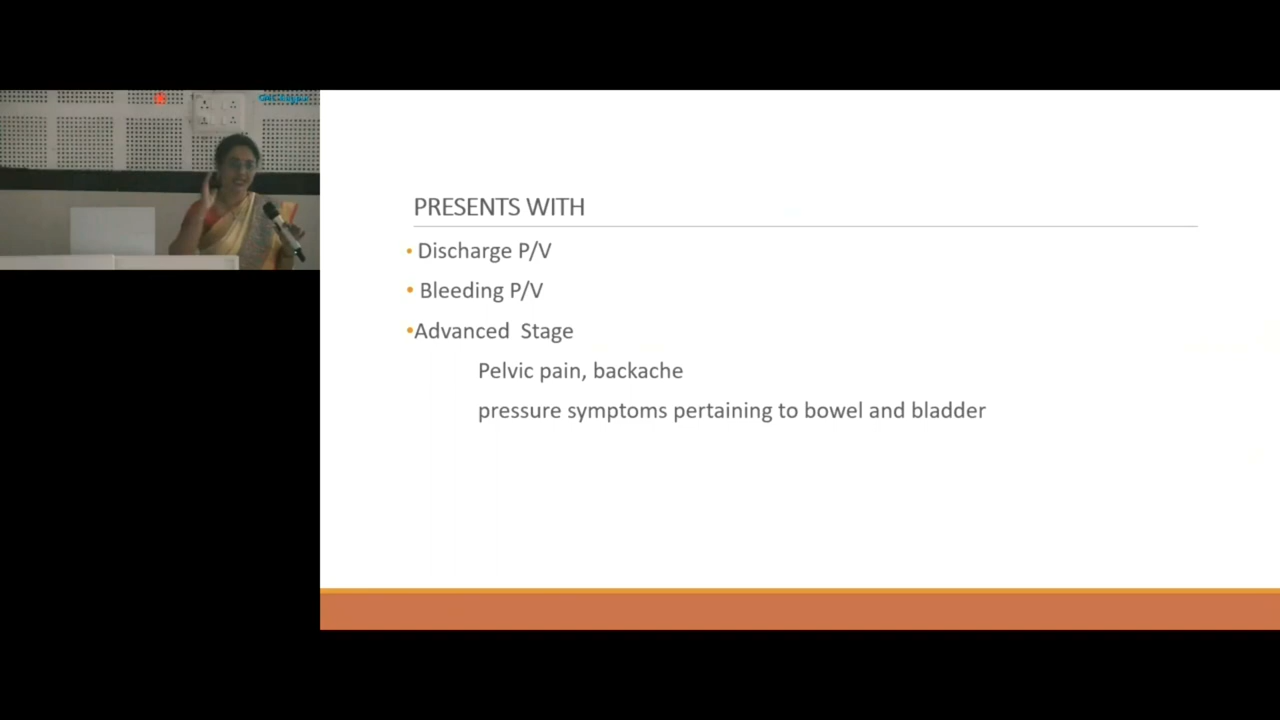 PRESENTS WITH
• Discharge P/V
• Bleeding P/V
•Advanced Stage
Pelvic pain, backache
pressure symptoms pertaining to bowel and bladder